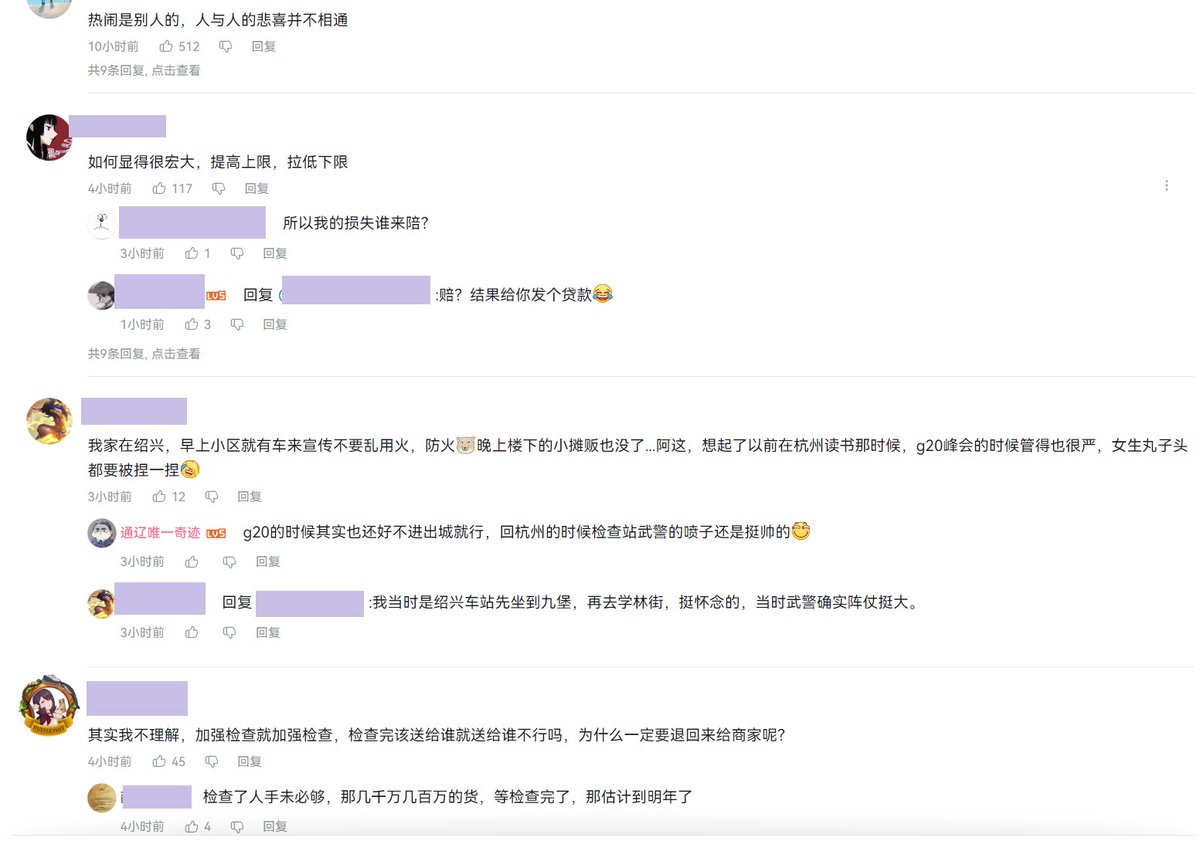 热闹是别人的，人与人的悲喜并不相通
10小时前 512 回复
共9条回复, 点击查看
如何显得很宏大，提高上限，拉低下限
4小时前 117 回复
所以我的损失谁来陪？
3小时前 1 回复
LV5 回复 :赔？结果给你发个贷款
1小时前 3 回复
共9条回复, 点击查看
我家在绍兴，早上小区就有车来宣传不要乱用火，防火晚上楼下的小摊贩也没了...阿这，想起了以前在杭州读书那时候，g20峰会的时候管得也很严，女生丸子头
都要被捏一捏
3小时前 12 回复
通辽唯一奇迹 LV5 g20的时候其实也还好不进出城就行，回杭州的时候检查站武警的喷子还是挺帅的
3小时前 回复
回复 :我当时是绍兴车站先坐到九堡，再去学林街，挺怀念的，当时武警确实阵仗挺大。
3小时前 回复
其实我不理解，加强检查就加强检查，检查完该送给谁就送给谁不行吗，为什么一定要退回来给商家呢？
4小时前 45 回复
检查了人手未必够，那几千万几百万的货，等检查完了，那估计到明年了
4小时前 4 回复